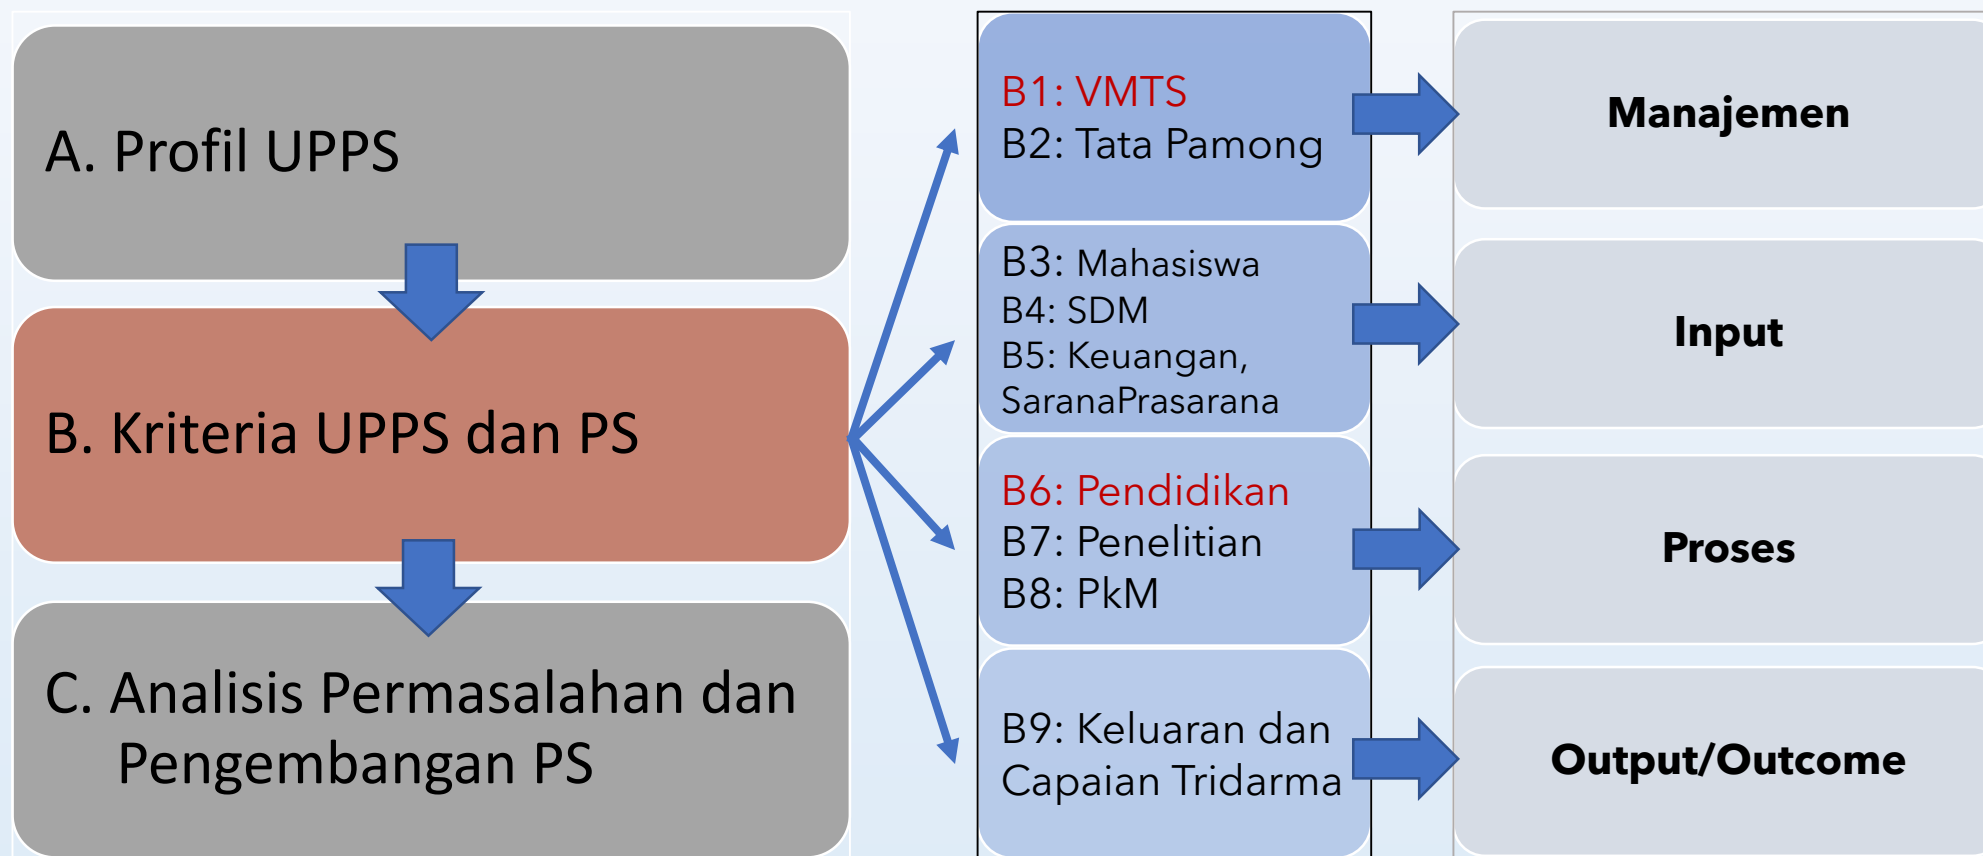 A. Profil UPPS
B. Kriteria UPPS dan PS
C. Analisis Permasalahan dan
Pengembangan PS
B1: VMTS
B2: Tata Pamong
B3: Mahasiswa
B4: SDM
B5: Keuangan,
SaranaPrasarana
B6: Pendidikan
B7: Penelitian
B8: PkM
B9: Keluaran dan
Capaian Tridarma
Manajemen
Input
Proses
Output/Outcome